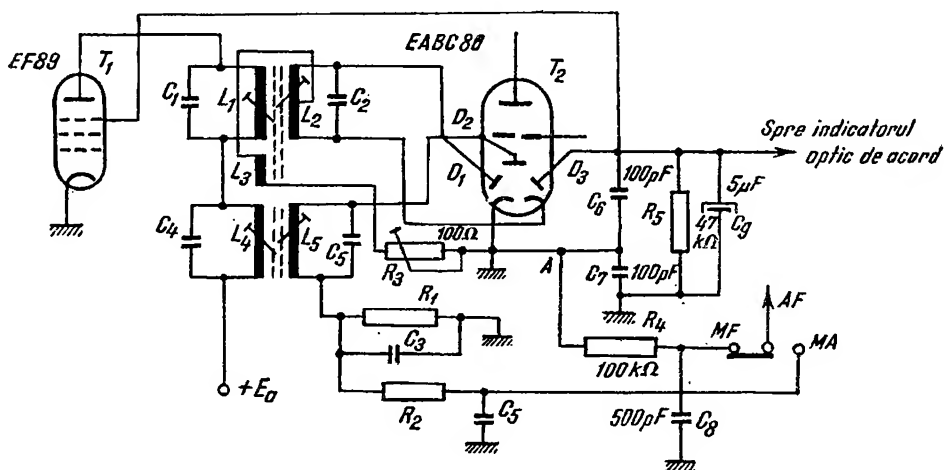 EF89
T₁
EABC80
T₂
C₁
L₁
L₂
C₂
D₂
D₁
D₃
L₃
C₄
L₄
L₅
C₅
100Ω
R₃
100pF
C₆
R₅
47
kΩ
5μF
C₉
Spre indicatorul
optic de acord
A
C₇
100pF
R₁
C₃
R₂
C₅
R₄
100kΩ
500pF
C₈
MF
AF
MA
+Ea